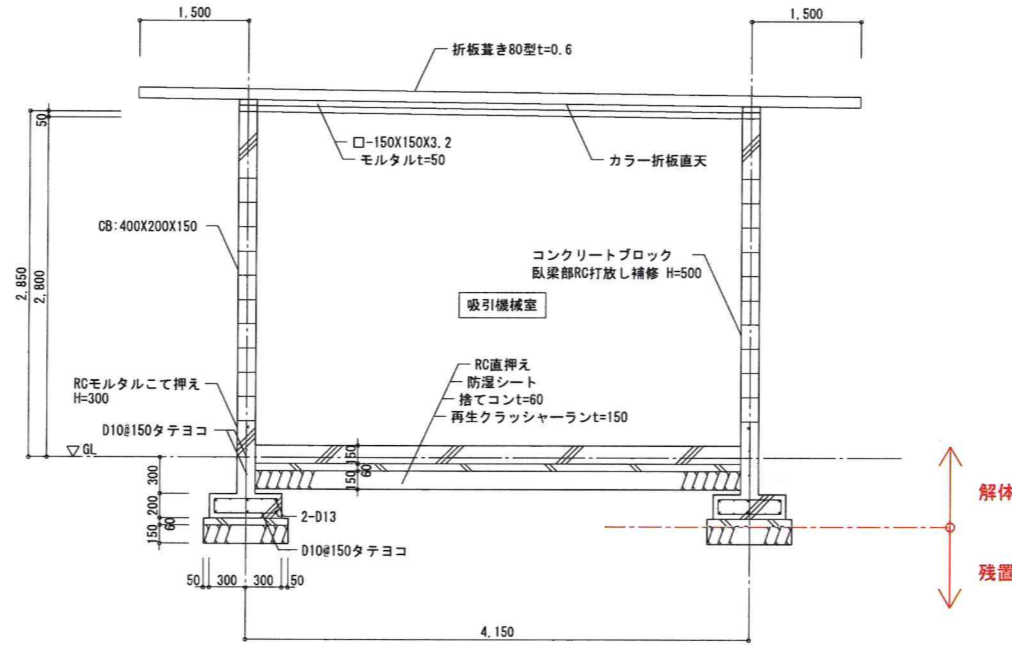 1,500
1,500
折板葺き80型t=0.6
50
□-150X150X3.2
モルタルt=50
カラー折板直天
CB:400X200X150
コンクリートブロック
臥梁部RC打放し補修 H=500
2,850
2,800
吸引機械室
RC直押え
防湿シート
捨てコンt=60
再生クラッシャーランt=150
RCモルタルこて押え
H=300
D10@150タテヨコ
GL
150
60
150
300
200
60
150
解体
2-D13
D10@150タテヨコ
残置
50 300 300 50
4,150